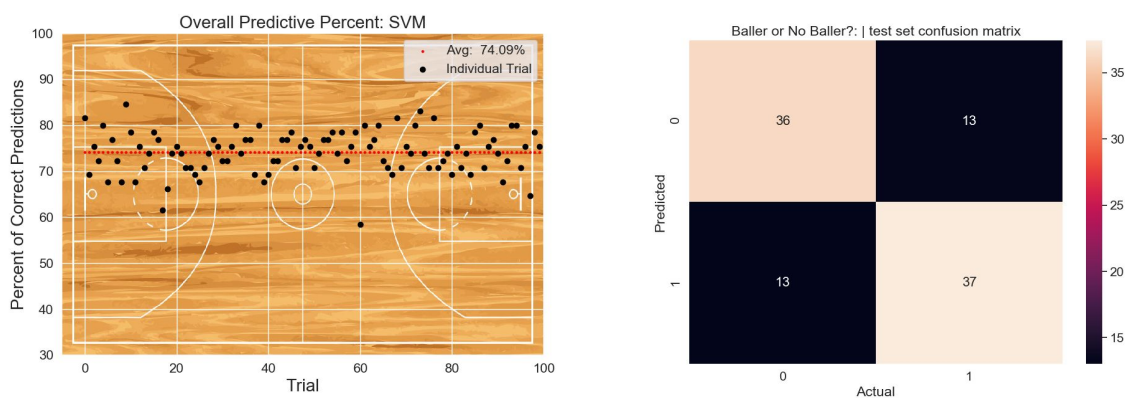 Overall Predictive Percent: SVM
100
90
80
70
60
50
40
30
Percent of Correct Predictions
Avg: 74.09%
Individual Trial
0 20 40 60 80 100
Trial
Baller or No Baller?: | test set confusion matrix
Predicted
0
1
36 13
13 37
0 1
Actual
35
30
25
20
15